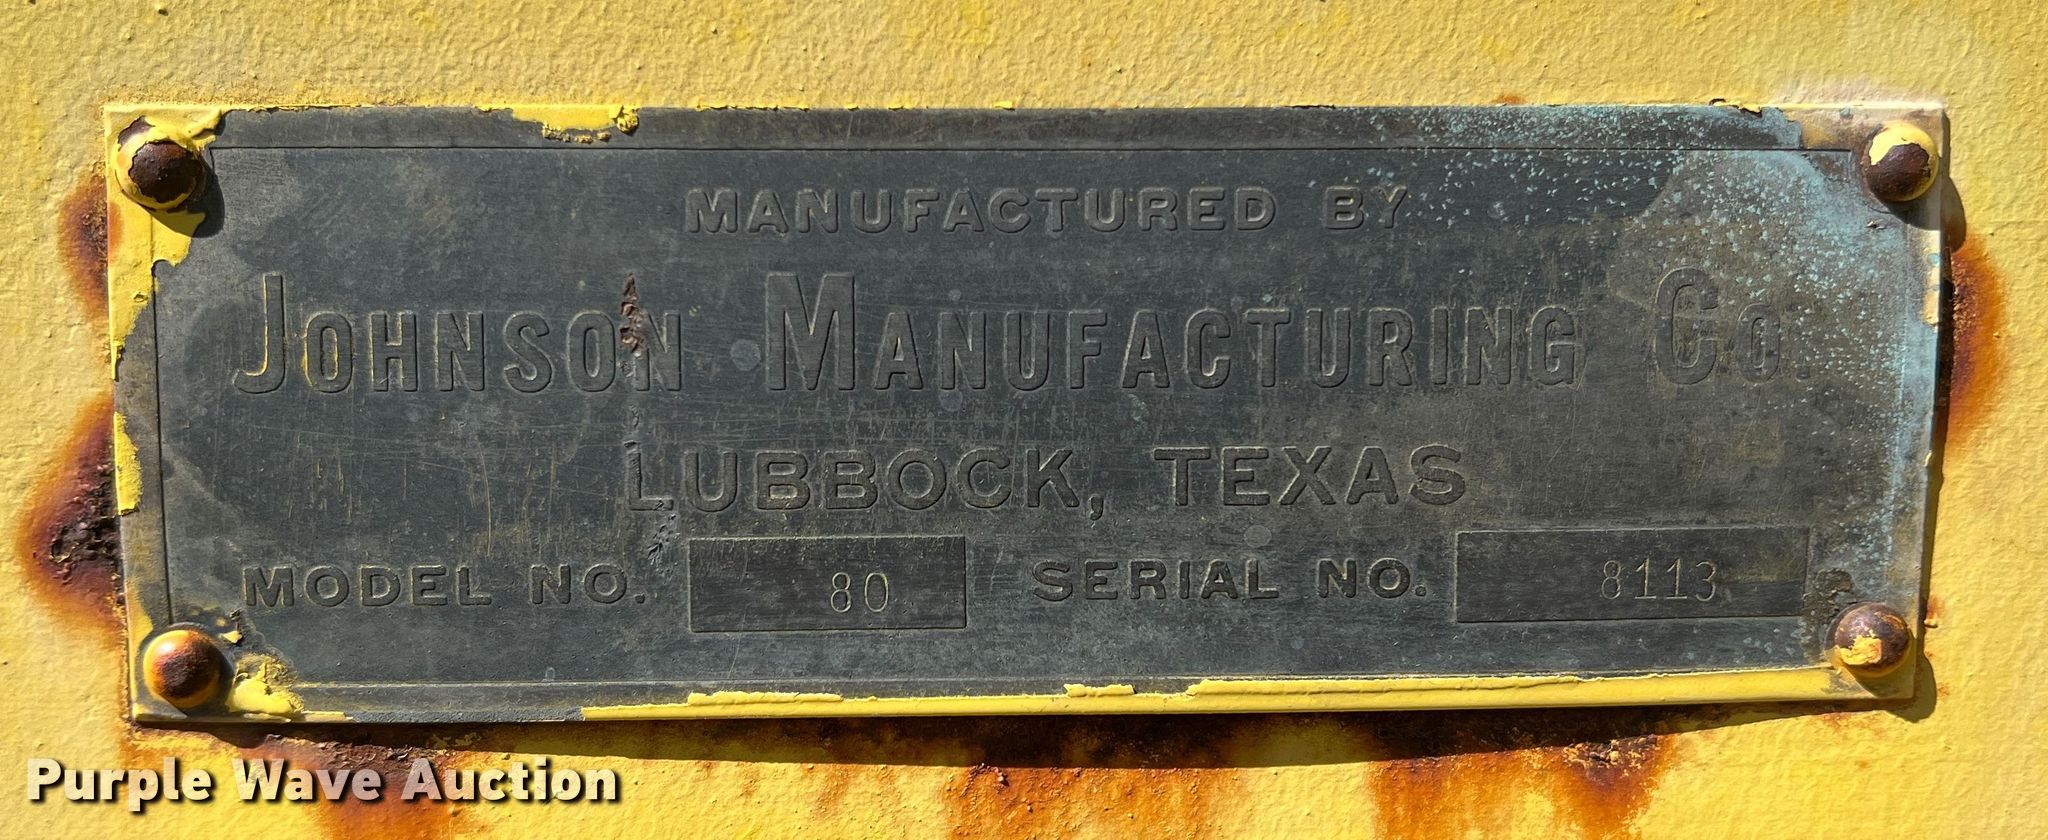 MANUFACTURED BY
JOHNSON MANUFACTURING CO.
LUBBOCK, TEXAS
MODEL NO. 80 SERIAL NO. 8113
Purple Wave Auction